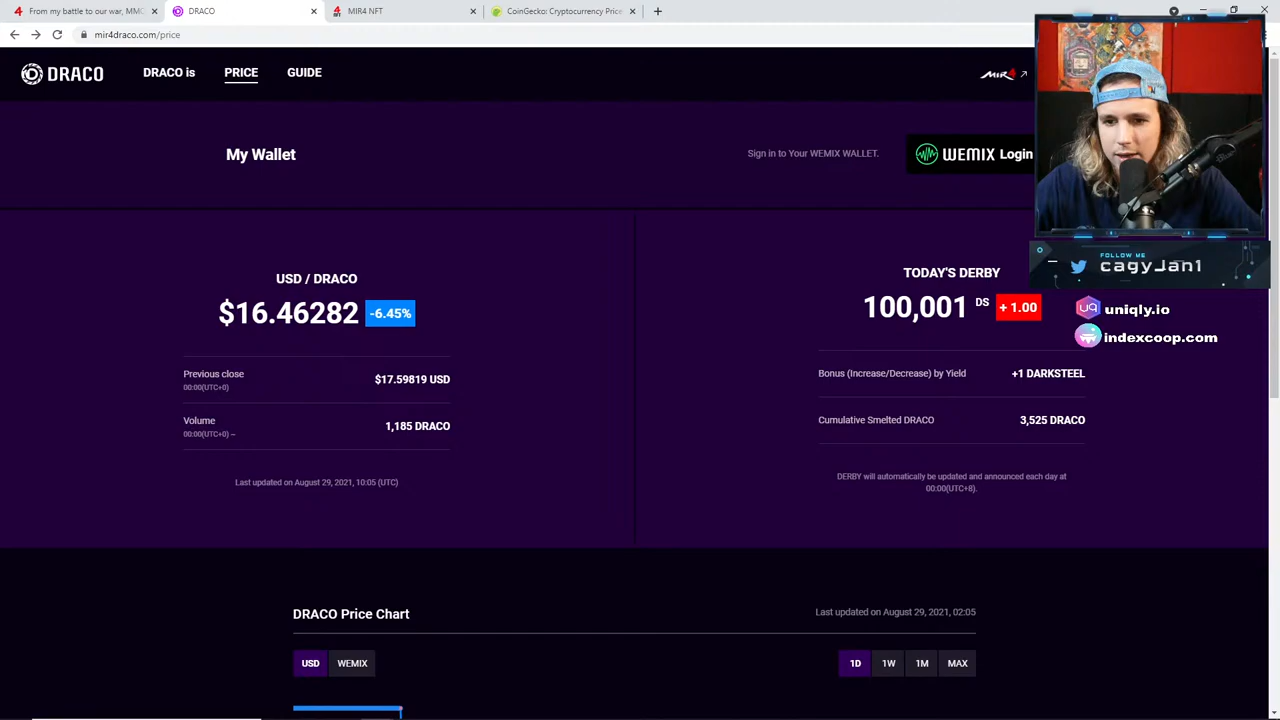 From my battle to our war, MMC
DRACO
MIR4 NFT
CoinGecko: Cryptocurrency Price
mir4draco.com/price
DRACO
DRACO is
PRICE
GUIDE
MIR4
My Wallet
Sign in to Your WEMIX WALLET.
WEMIX Login
FOLLOW ME
cagyJan1
uniqly.io
indexcoop.com
USD / DRACO
$16.46282
-6.45%
Previous close
00:00(UTC+0)
$17.59819 USD
Volume
00:00(UTC+0) ~
1,185 DRACO
Last updated on August 29, 2021, 10:05 (UTC)
TODAY'S DERBY
100,001 DS
+ 1.00
Bonus (Increase/Decrease) by Yield
+1 DARKSTEEL
Cumulative Smelted DRACO
3,525 DRACO
DERBY will automatically be updated and announced each day at
00:00(UTC+8).
DRACO Price Chart
Last updated on August 29, 2021, 02:05
USD
WEMIX
1D
1W
1M
MAX